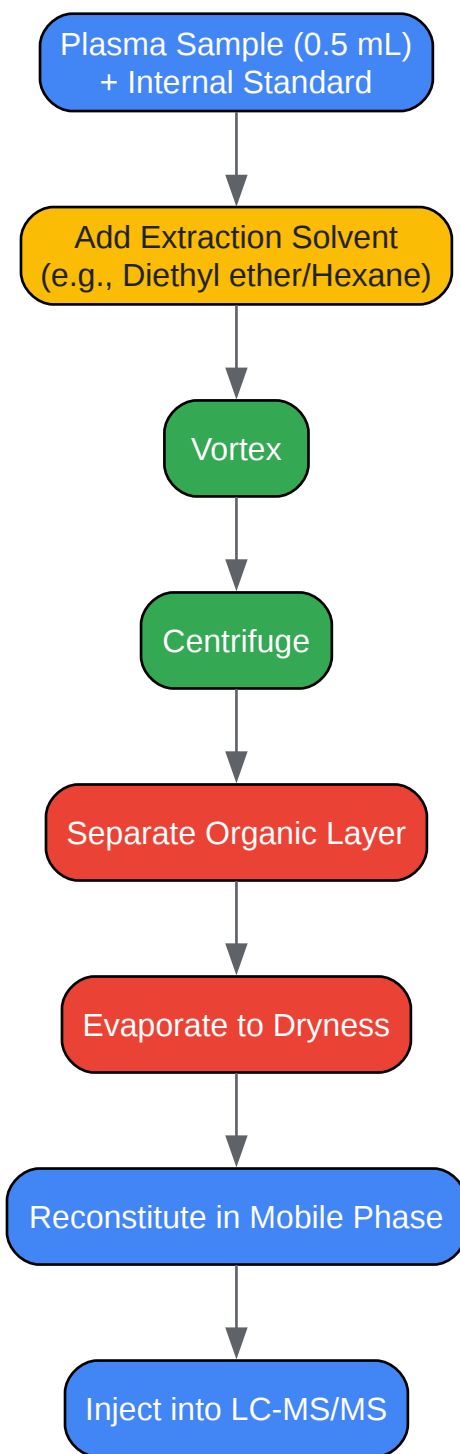 Plasma Sample (0.5 mL)
+ Internal Standard
Add Extraction Solvent
(e.g., Diethyl ether/Hexane)
Vortex
Centrifuge
Separate Organic Layer
Evaporate to Dryness
Reconstitute in Mobile Phase
Inject into LC-MS/MS